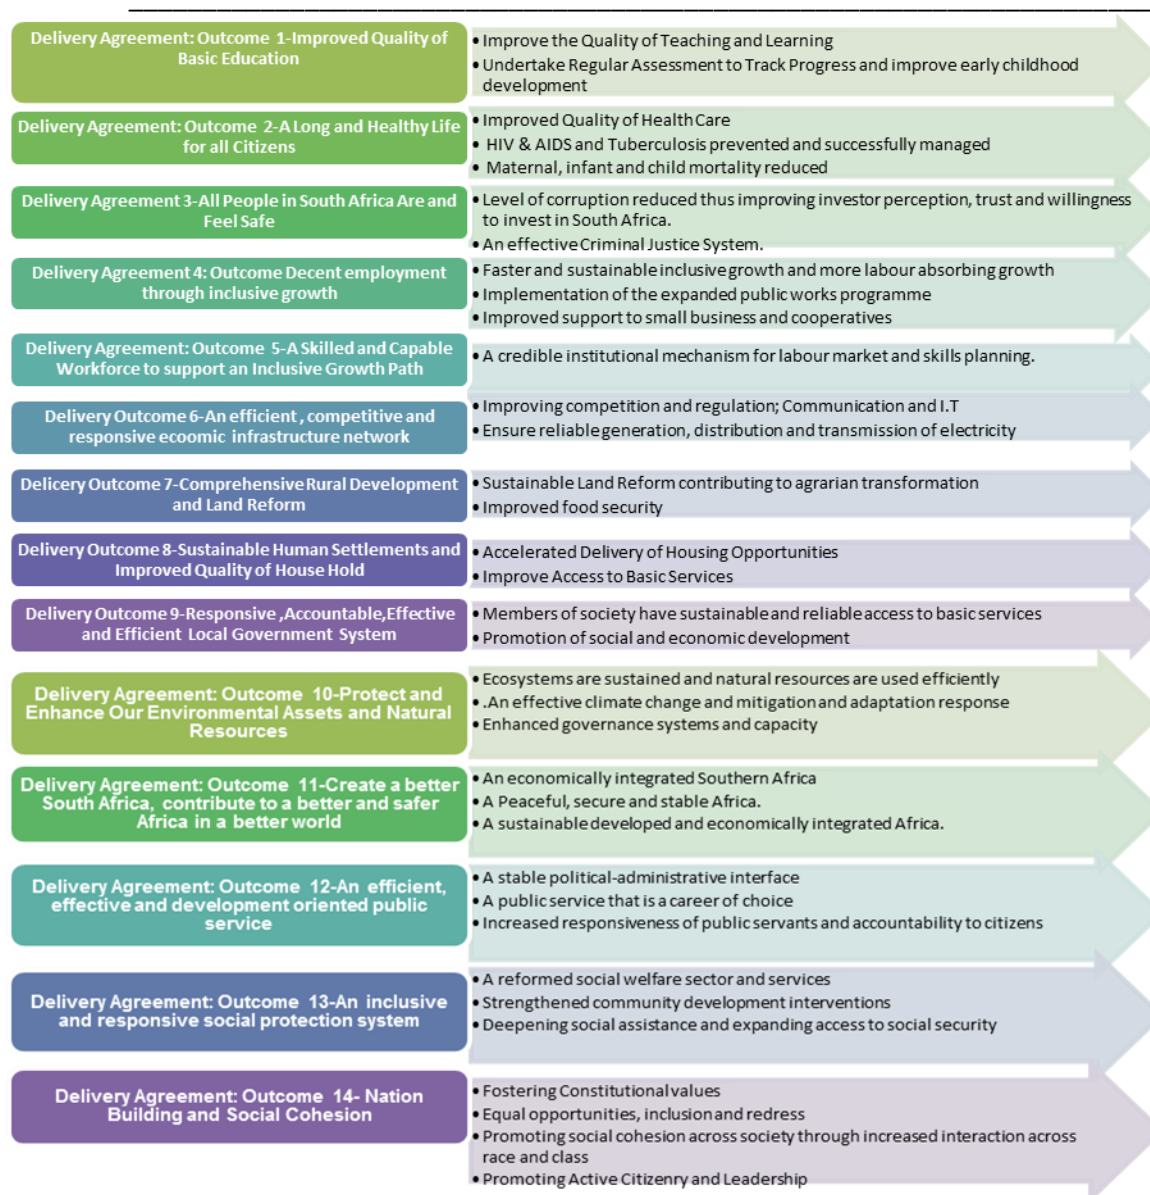 Delivery Agreement: Outcome 1-Improved Quality of
Basic Education
• Improve the Quality of Teaching and Learning
• Undertake Regular Assessment to Track Progress and improve early childhood
development
Delivery Agreement: Outcome 2-A Long and Healthy Life
for all Citizens
• Improved Quality of Health Care
• HIV & AIDS and Tuberculosis prevented and successfully managed
• Maternal, infant and child mortality reduced
Delivery Agreement 3-All People in South Africa Are and
Feel Safe
• Level of corruption reduced thus improving investor perception, trust and willingness
to invest in South Africa.
• An effective Criminal Justice System.
Delivery Agreement 4: Outcome Decent employment
through inclusive growth
• Faster and sustainable inclusive growth and more labour absorbing growth
• Implementation of the expanded public works programme
• Improved support to small business and cooperatives
Delivery Agreement: Outcome 5-A Skilled and Capable
Workforce to support an Inclusive Growth Path
• A credible institutional mechanism for labour market and skills planning.
Delivery Outcome 6-An efficient , competitive and
responsive ecoomic infrastructure network
• Improving competition and regulation; Communication and I.T
• Ensure reliable generation, distribution and transmission of electricity
Delicery Outcome 7-Comprehensive Rural Development
and Land Reform
• Sustainable Land Reform contributing to agrarian transformation
• Improved food security
Delivery Outcome 8-Sustainable Human Settlements and
Improved Quality of House Hold
• Accelerated Delivery of Housing Opportunities
• Improve Access to Basic Services
Delivery Outcome 9-Responsive ,Accountable,Effective
and Efficient Local Government System
• Members of society have sustainable and reliable access to basic services
• Promotion of social and economic development
Delivery Agreement: Outcome 10-Protect and
Enhance Our Environmental Assets and Natural
Resources
• Ecosystems are sustained and natural resources are used efficiently
• .An effective climate change and mitigation and adaptation response
• Enhanced governance systems and capacity
Delivery Agreement: Outcome 11-Create a better
South Africa, contribute to a better and safer
Africa in a better world
• An economically integrated Southern Africa
• A Peaceful, secure and stable Africa.
• A sustainable developed and economically integrated Africa.
Delivery Agreement: Outcome 12-An efficient,
effective and development oriented public
service
• A stable political-administrative interface
• A public service that is a career of choice
• Increased responsiveness of public servants and accountability to citizens
Delivery Agreement: Outcome 13-An inclusive
and responsive social protection system
• A reformed social welfare sector and services
• Strengthened community development interventions
• Deepening social assistance and expanding access to social security
Delivery Agreement: Outcome 14- Nation
Building and Social Cohesion
• Fostering Constitutional values
• Equal opportunities, inclusion and redress
• Promoting social cohesion across society through increased interaction across
race and class
• Promoting Active Citizenry and Leadership